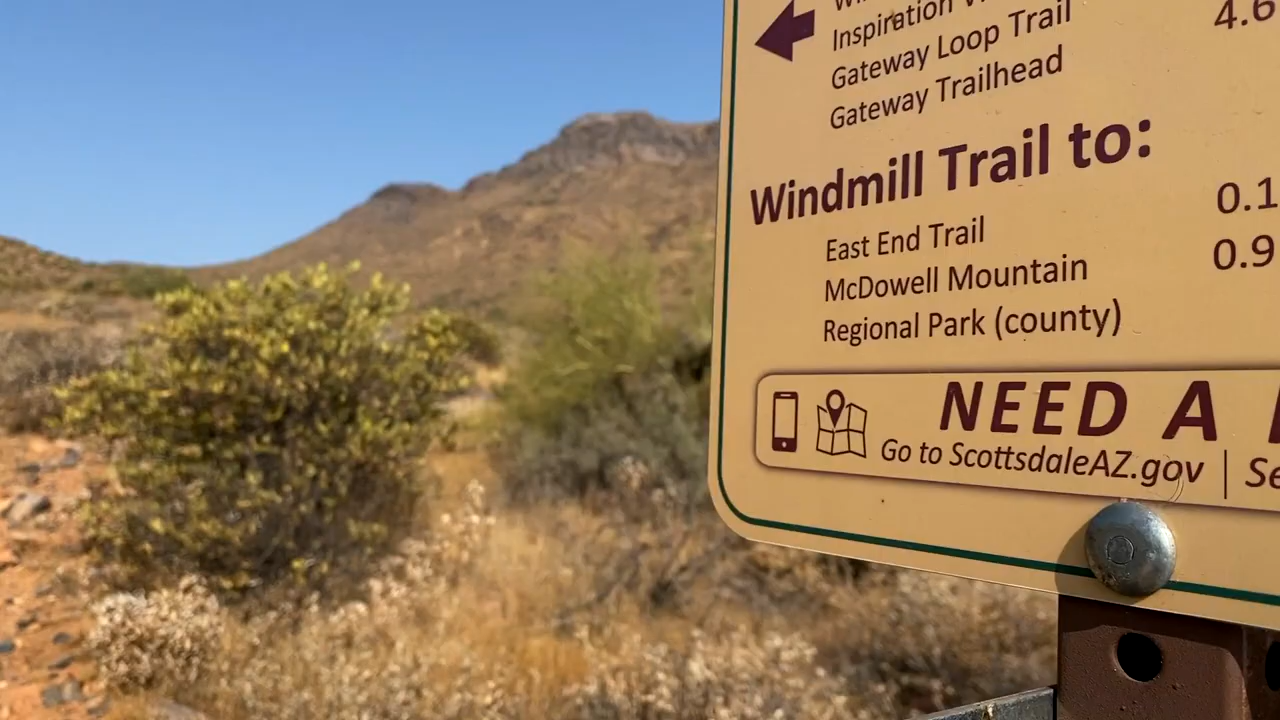 Inspiration
4.6
Gateway Loop Trail
Gateway Trailhead
Windmill Trail to:
East End Trail 0.1
McDowell Mountain 0.9
Regional Park (county)
NEED A
Go to ScottsdaleAZ.gov | Se